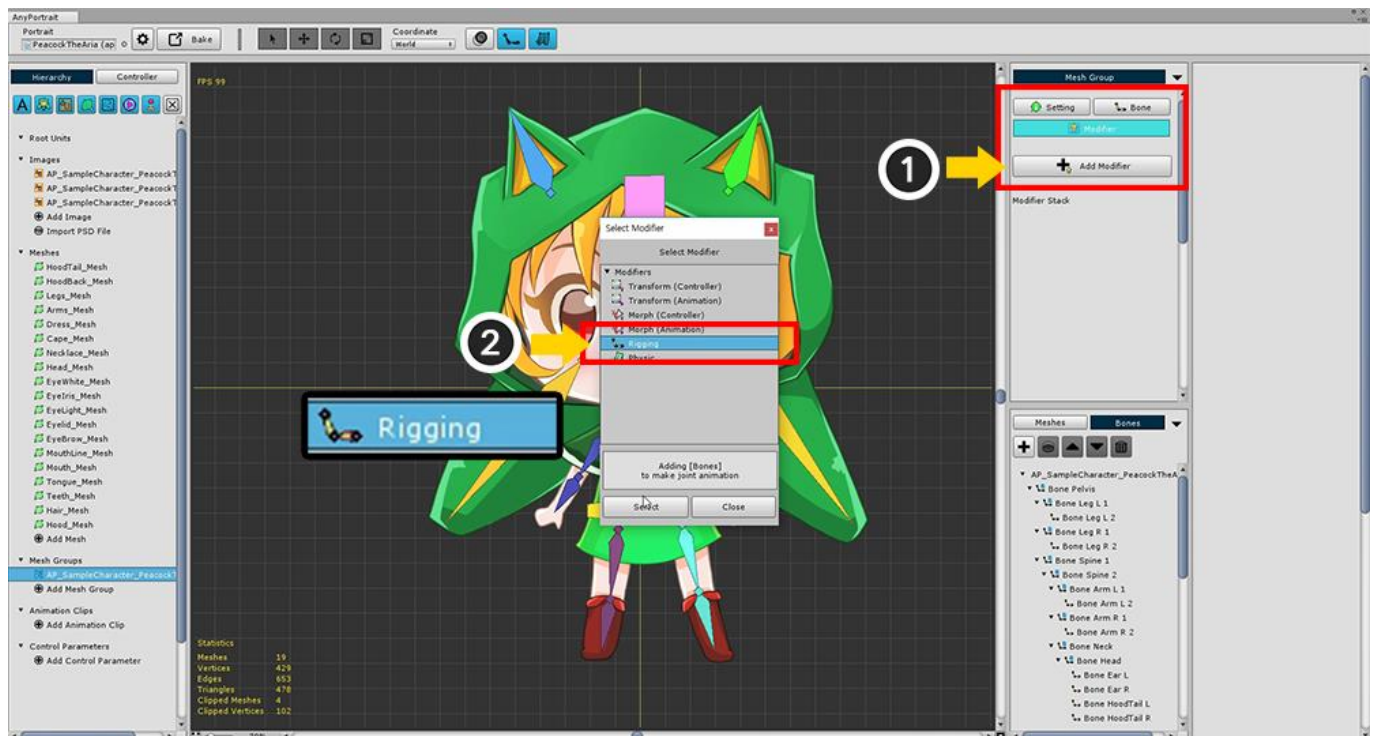 AnyPortrait
Portrait
PeacockTheAria (ap
Bake
Coordinate
World
Hierarchy
Controller
Root Units
Images
AP_SampleCharacter_PeacockT
AP_SampleCharacter_PeacockT
AP_SampleCharacter_PeacockT
Add Image
Import PSD File
Meshes
HoodTail_Mesh
HoodBack_Mesh
Legs_Mesh
Arms_Mesh
Dress_Mesh
Cape_Mesh
Necklace_Mesh
Head_Mesh
EyeWhite_Mesh
EyeIris_Mesh
EyeLight_Mesh
Eyelid_Mesh
EyeBrow_Mesh
MouthLine_Mesh
Mouth_Mesh
Tongue_Mesh
Teeth_Mesh
Hair_Mesh
Hood_Mesh
Add Mesh
Mesh Groups
AP_SampleCharacter_PeacockT
Add Mesh Group
Animation Clips
Add Animation Clip
Control Parameters
Add Control Parameter
FPS 99
Statistics
Meshes 19
Vertices 429
Edges 653
Triangles 478
Clipped Meshes 4
Clipped Vertices 102
70%
Select Modifier
Select Modifier
Modifiers
Transform (Controller)
Transform (Animation)
Morph (Controller)
Morph (Animation)
Rigging
Physic
Adding [Bones]
to make joint animation
Select
Close
2
Rigging
1
Mesh Group
Setting
Bone
Modifier
Add Modifier
Modifier Stack
Meshes
Bones
AP_SampleCharacter_PeacockTheA
Bone Pelvis
Bone Leg L 1
Bone Leg L 2
Bone Leg R 1
Bone Leg R 2
Bone Spine 1
Bone Spine 2
Bone Arm L 1
Bone Arm L 2
Bone Arm R 1
Bone Arm R 2
Bone Neck
Bone Head
Bone Ear L
Bone Ear R
Bone HoodTail L
Bone HoodTail R